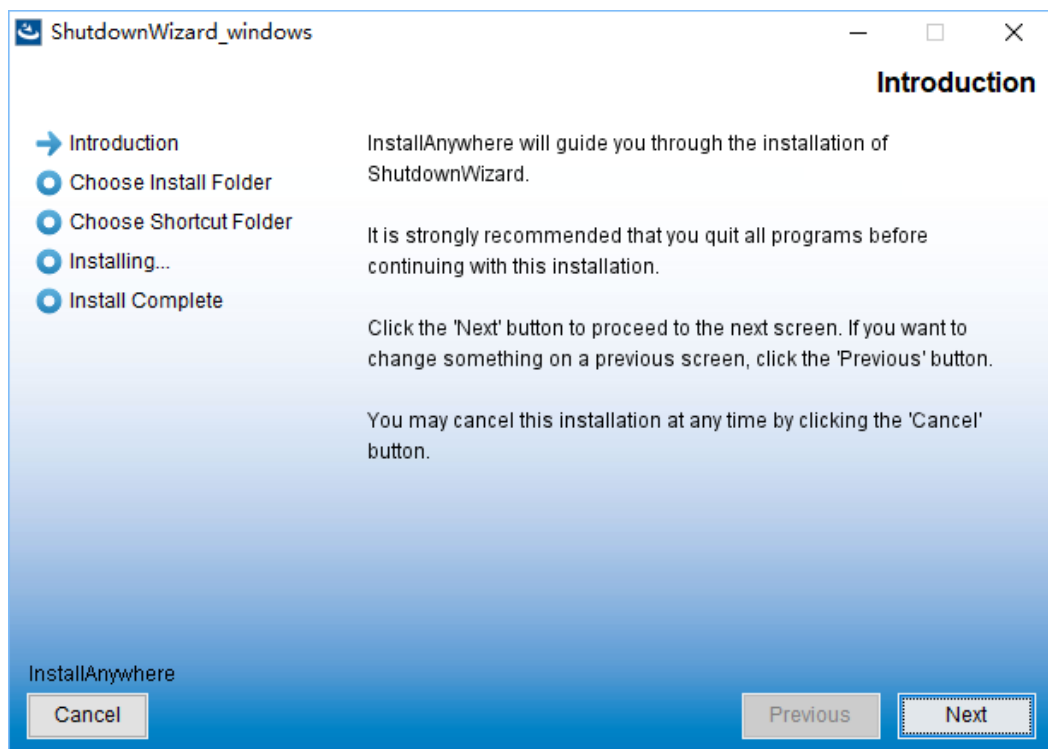 ShutdownWizard_windows
Introduction
Introduction
Choose Install Folder
Choose Shortcut Folder
Installing...
Install Complete
InstallAnywhere will guide you through the installation of
ShutdownWizard.
It is strongly recommended that you quit all programs before
continuing with this installation.
Click the 'Next' button to proceed to the next screen. If you want to
change something on a previous screen, click the 'Previous' button.
You may cancel this installation at any time by clicking the 'Cancel'
button.
InstallAnywhere
Cancel
Previous
Next